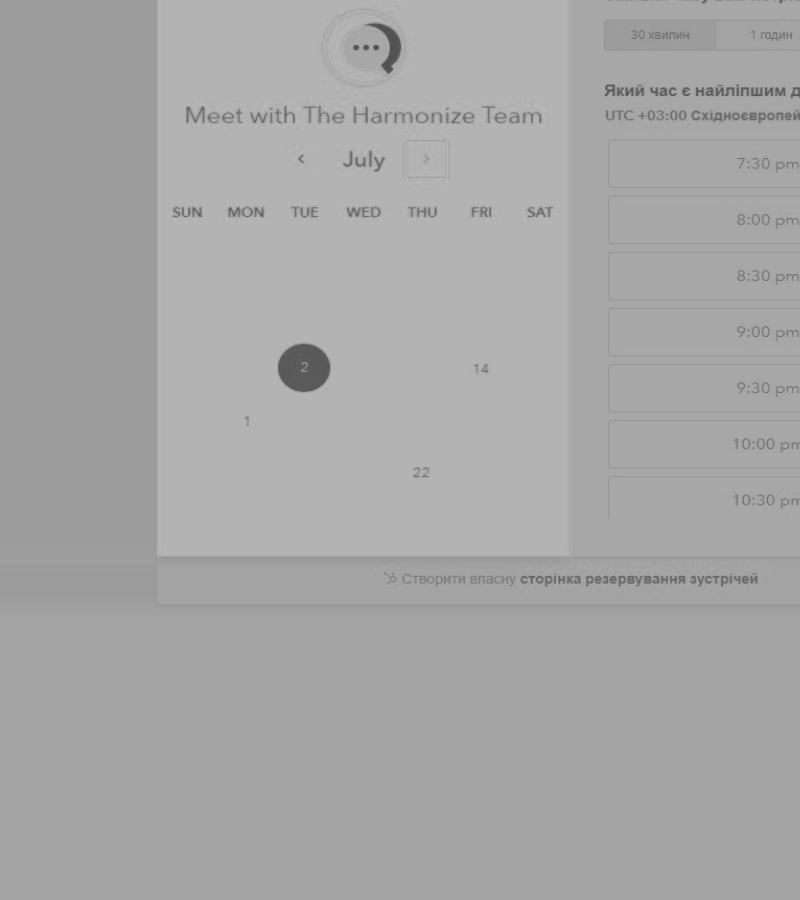 Meet with The Harmonize Team
July
SUN MON TUE WED THU FRI SAT
2 14
1
22
30 хвилин 1 годин
Який час є найліпшим
UTC +03:00 Східноєвропей
7:30 pm
8:00 pm
8:30 pm
9:00 pm
9:30 pm
10:00 pm
10:30 pm
Створити власну сторінка резервування зустрічей